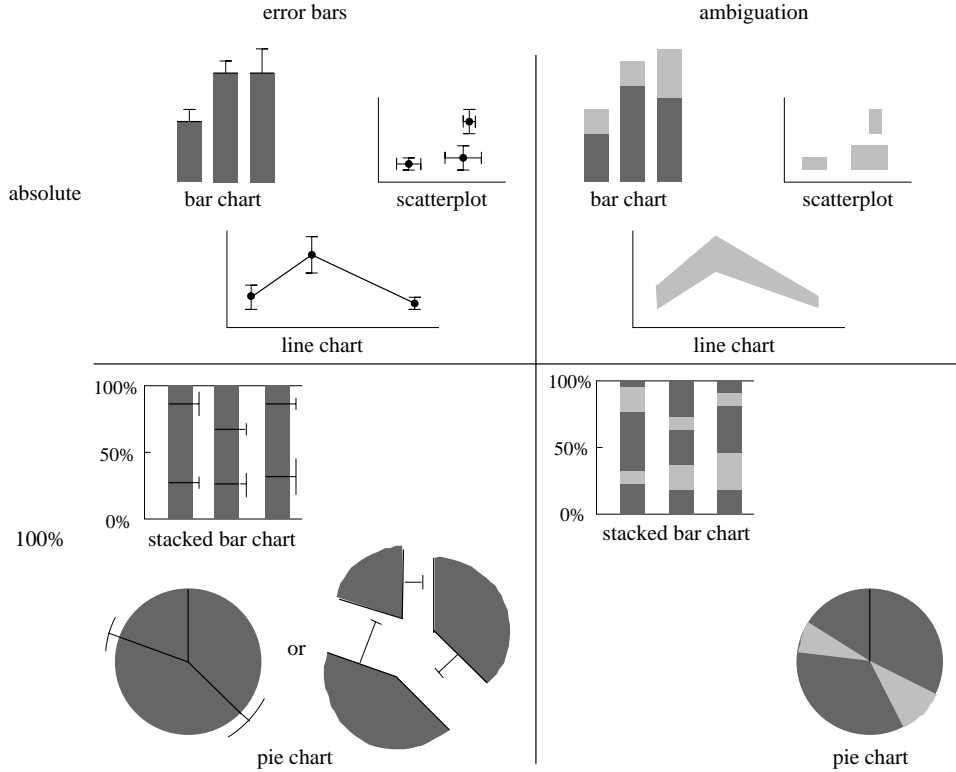 error bars
ambiguation
absolute
bar chart
scatterplot
line chart
bar chart
scatterplot
line chart
100%
100%
50%
0%
stacked bar chart
or
pie chart
100%
50%
0%
stacked bar chart
pie chart